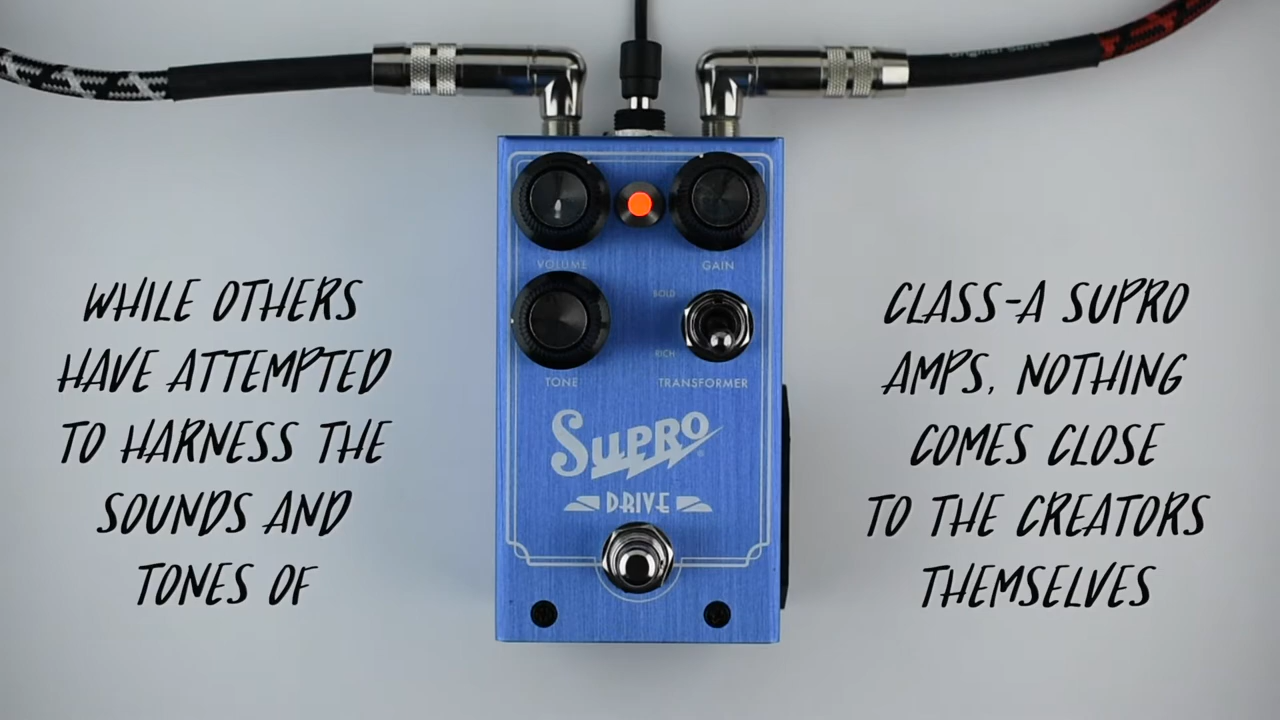 WHILE OTHERS
HAVE ATTEMPTED
TO HARNESS THE
SOUNDS AND
TONES OF
CLASS-A SUPRO
AMPS, NOTHING
COMES CLOSE
TO THE CREATORS
THEMSELVES
VOLUME
GAIN
BOLD
RICH
TONE
TRANSFORMER
SUPRO
DRIVE